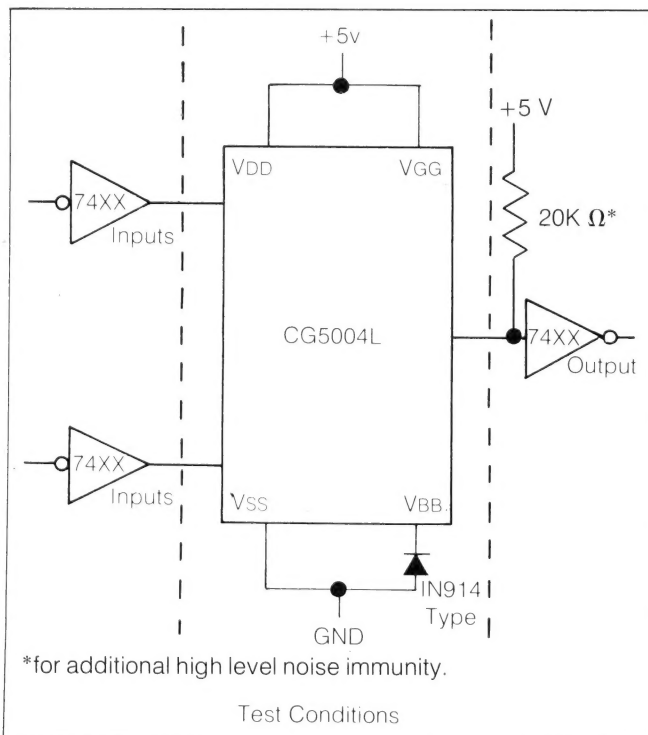 +5v
+5 V
VDD
VGG
74XX
Inputs
20K Ω*
CG5004L
74XX
Output
74XX
Inputs
VSS
VBB
IN914
Type
GND
*for additional high level noise immunity.
Test Conditions